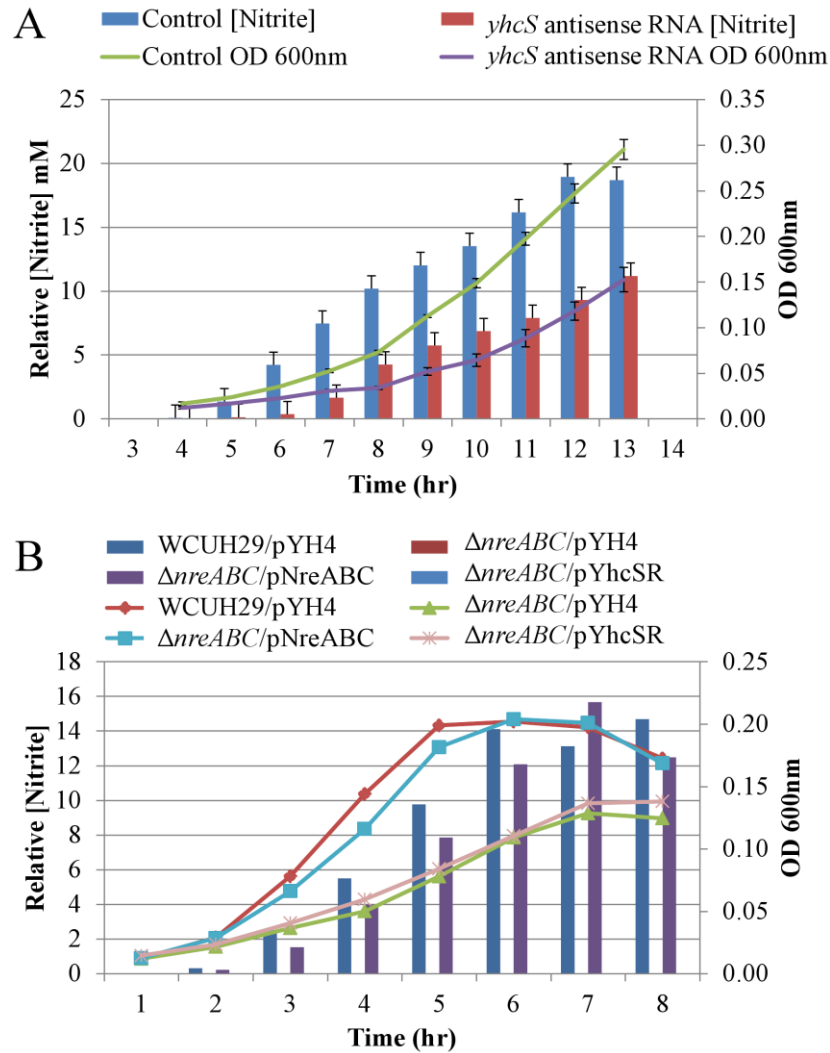 A
Control [Nitrite]
yhcS antisense RNA [Nitrite]
Control OD 600nm
yhcS antisense RNA OD 600nm
Relative [Nitrite] mM
25
20
15
10
5
0
3 4 5 6 7 8 9 10 11 12 13 14
Time (hr)
0.35
0.30
0.25
0.20
0.15
0.10
0.05
0.00
OD 600nm
B
WCUH29/pYH4
ΔnreABC/pYH4
ΔnreABC/pNreABC
ΔnreABC/pYhcSR
WCUH29/pYH4
ΔnreABC/pYH4
ΔnreABC/pNreABC
ΔnreABC/pYhcSR
Relative [Nitrite]
18
16
14
12
10
8
6
4
2
0
1 2 3 4 5 6 7 8
Time (hr)
0.25
0.20
0.15
0.10
0.05
0.00
OD 600nm